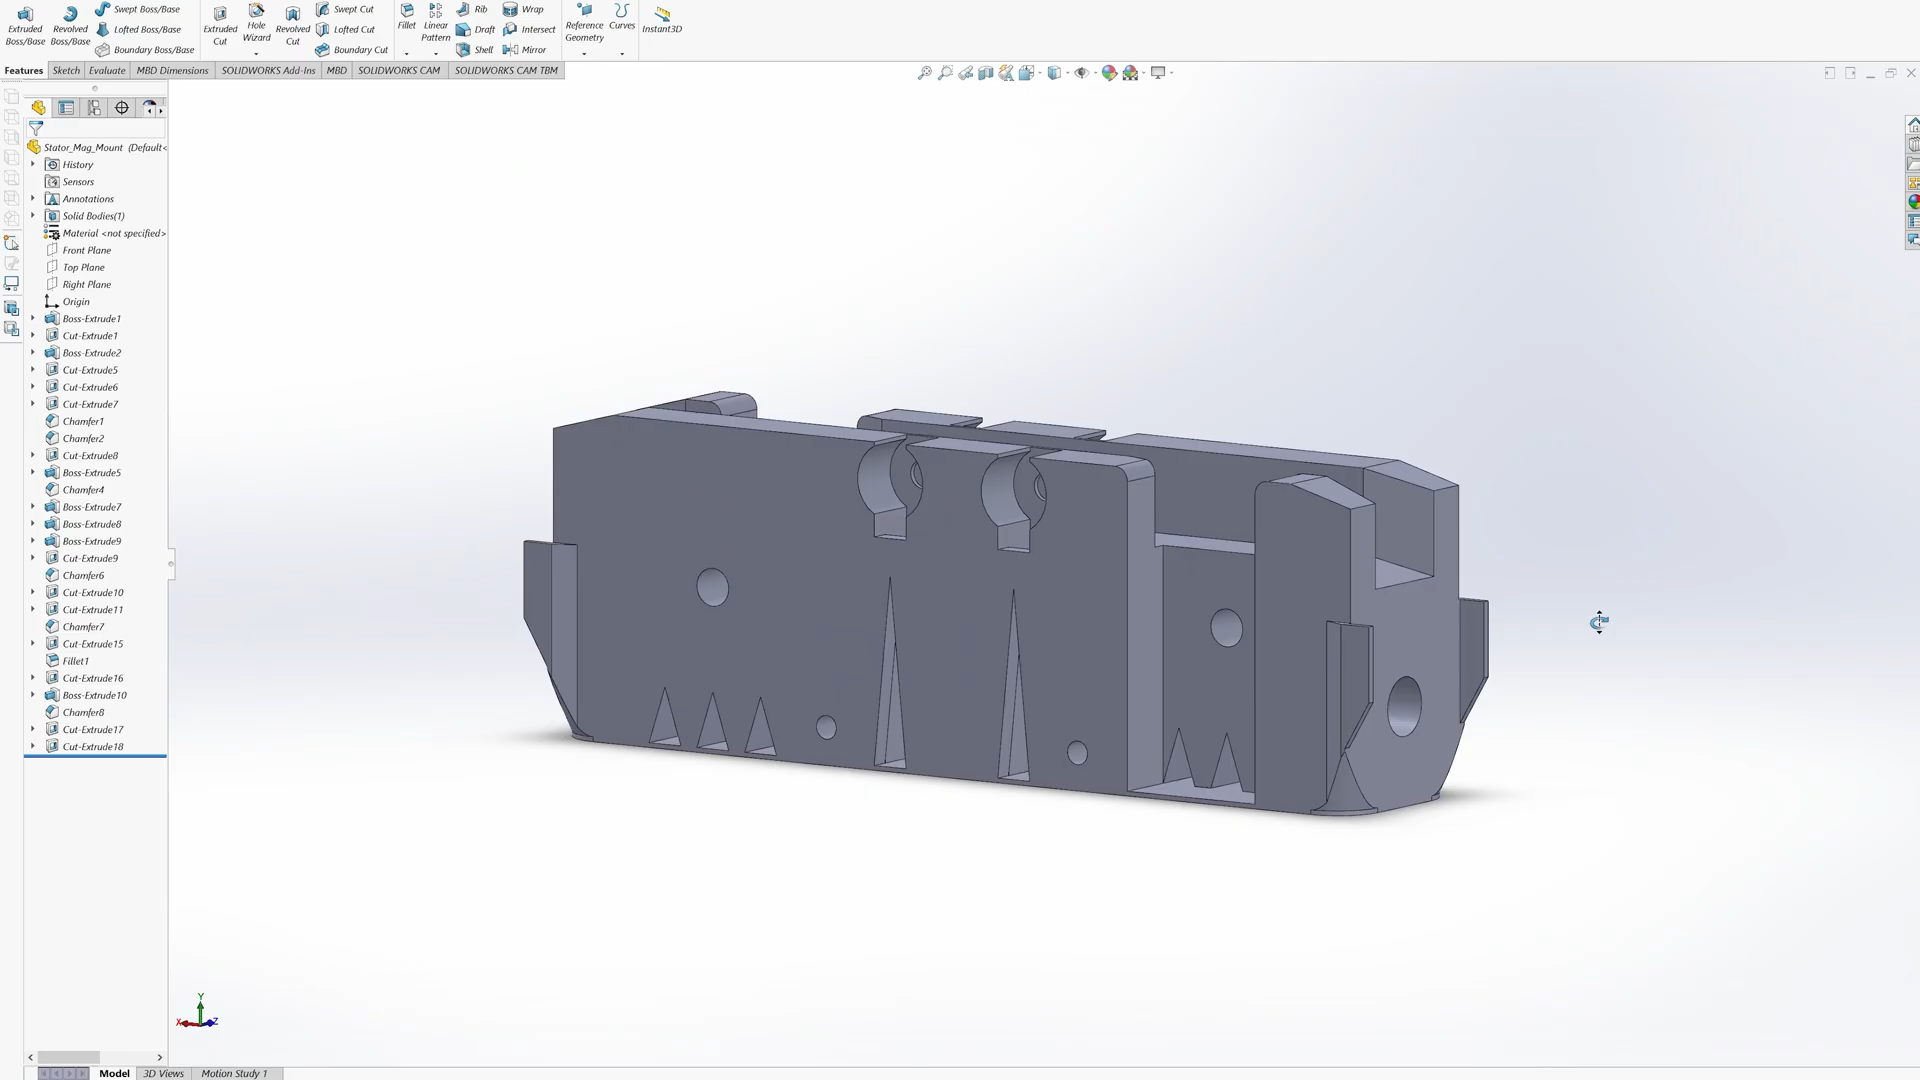 Extruded Boss/Base
Revolved Boss/Base
Swept Boss/Base
Lofted Boss/Base
Boundary Boss/Base
Extruded Cut
Hole Wizard
Revolved Cut
Swept Cut
Lofted Cut
Boundary Cut
Fillet
Linear Pattern
Rib
Draft
Shell
Wrap
Intersect
Mirror
Reference Geometry
Curves
Instant3D
Features
Sketch
Evaluate
MBD Dimensions
SOLIDWORKS Add-Ins
MBD
SOLIDWORKS CAM
SOLIDWORKS CAM TBM
Stator_Mag_Mount (Default<
History
Sensors
Annotations
Solid Bodies(1)
Material <not specified>
Front Plane
Top Plane
Right Plane
Origin
Boss-Extrude1
Cut-Extrude1
Boss-Extrude2
Cut-Extrude5
Cut-Extrude6
Cut-Extrude7
Chamfer1
Chamfer2
Cut-Extrude8
Boss-Extrude5
Chamfer4
Boss-Extrude7
Boss-Extrude8
Boss-Extrude9
Cut-Extrude9
Chamfer6
Cut-Extrude10
Cut-Extrude11
Chamfer7
Cut-Extrude15
Fillet1
Cut-Extrude16
Boss-Extrude10
Chamfer8
Cut-Extrude17
Cut-Extrude18
Y
X
Z
Model
3D Views
Motion Study 1